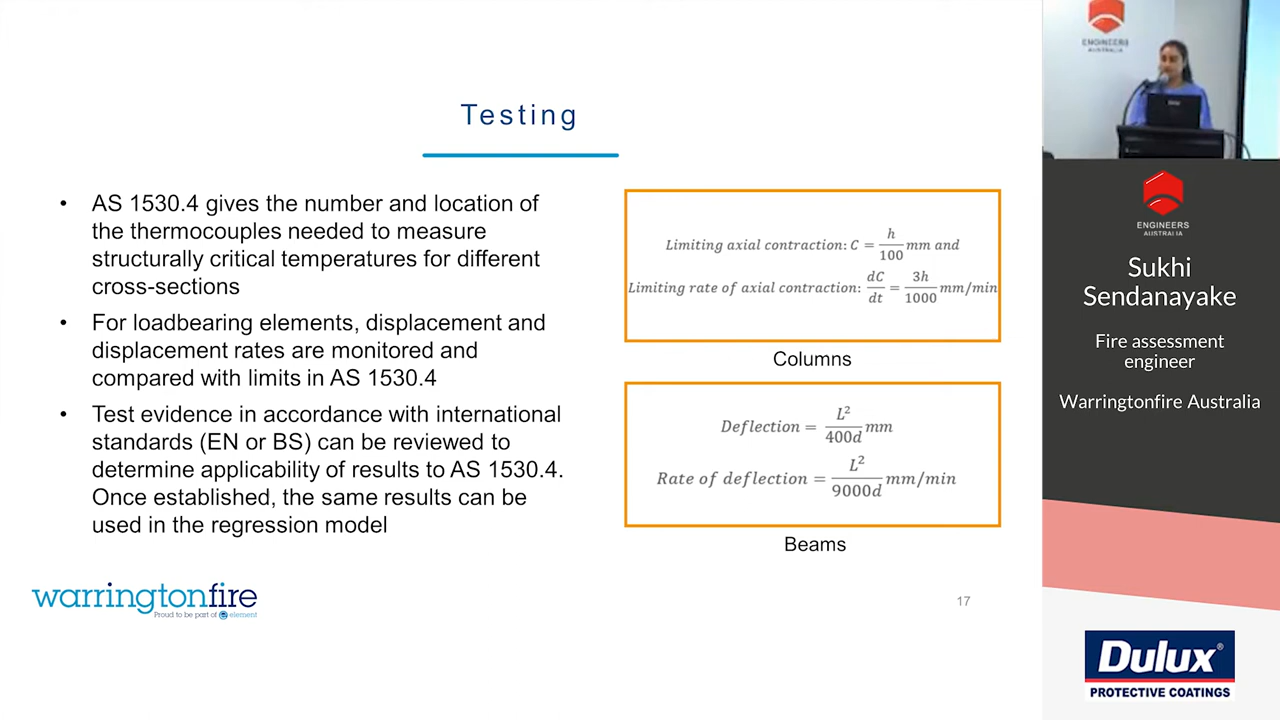 Testing
• AS 1530.4 gives the number and location of
the thermocouples needed to measure
structurally critical temperatures for different
cross-sections
• For loadbearing elements, displacement and
displacement rates are monitored and
compared with limits in AS 1530.4
• Test evidence in accordance with international
standards (EN or BS) can be reviewed to
determine applicability of results to AS 1530.4.
Once established, the same results can be
used in the regression model
Limiting axial contraction: C = h/100 mm and
Limiting rate of axial contraction: dC/dt = 3h/1000 mm/min
Columns
Deflection = L²/400d mm
Rate of deflection = L²/9000d mm/min
Beams
warringtonfire
Proud to be part of element
17
ENGINEERS
AUSTRALIA
ENGINEERS
AUSTRALIA
Sukhi
Sendanayake
Fire assessment
engineer
Warringtonfire Australia
Dulux®
PROTECTIVE COATINGS